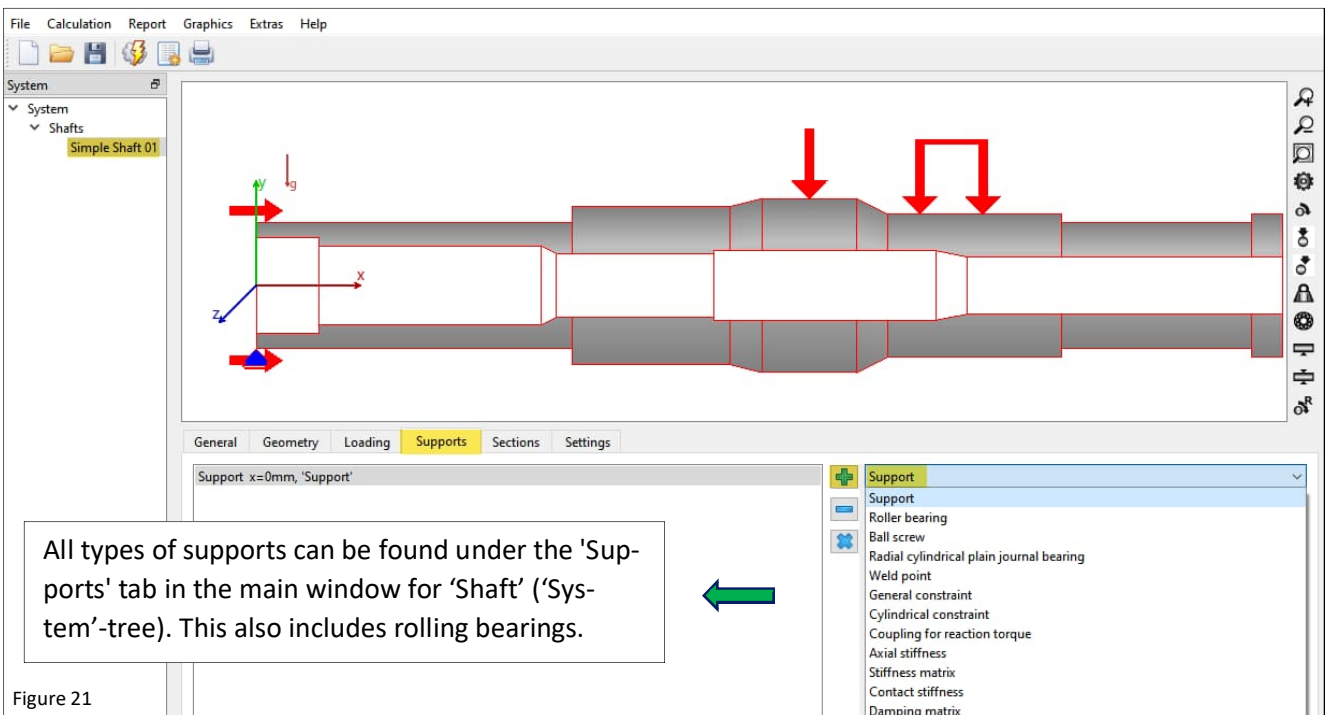 File Calculation Report Graphics Extras Help
System
System
Shafts
Simple Shaft 01
y
g
x
z
R
General Geometry Loading Supports Sections Settings
Support x=0mm, 'Support'
Support
Support
Roller bearing
Ball screw
Radial cylindrical plain journal bearing
Weld point
General constraint
Cylindrical constraint
Coupling for reaction torque
Axial stiffness
Stiffness matrix
Contact stiffness
Damping matrix
All types of supports can be found under the 'Sup-
ports' tab in the main window for ‘Shaft’ (‘Sys-
tem’-tree). This also includes rolling bearings.
Figure 21